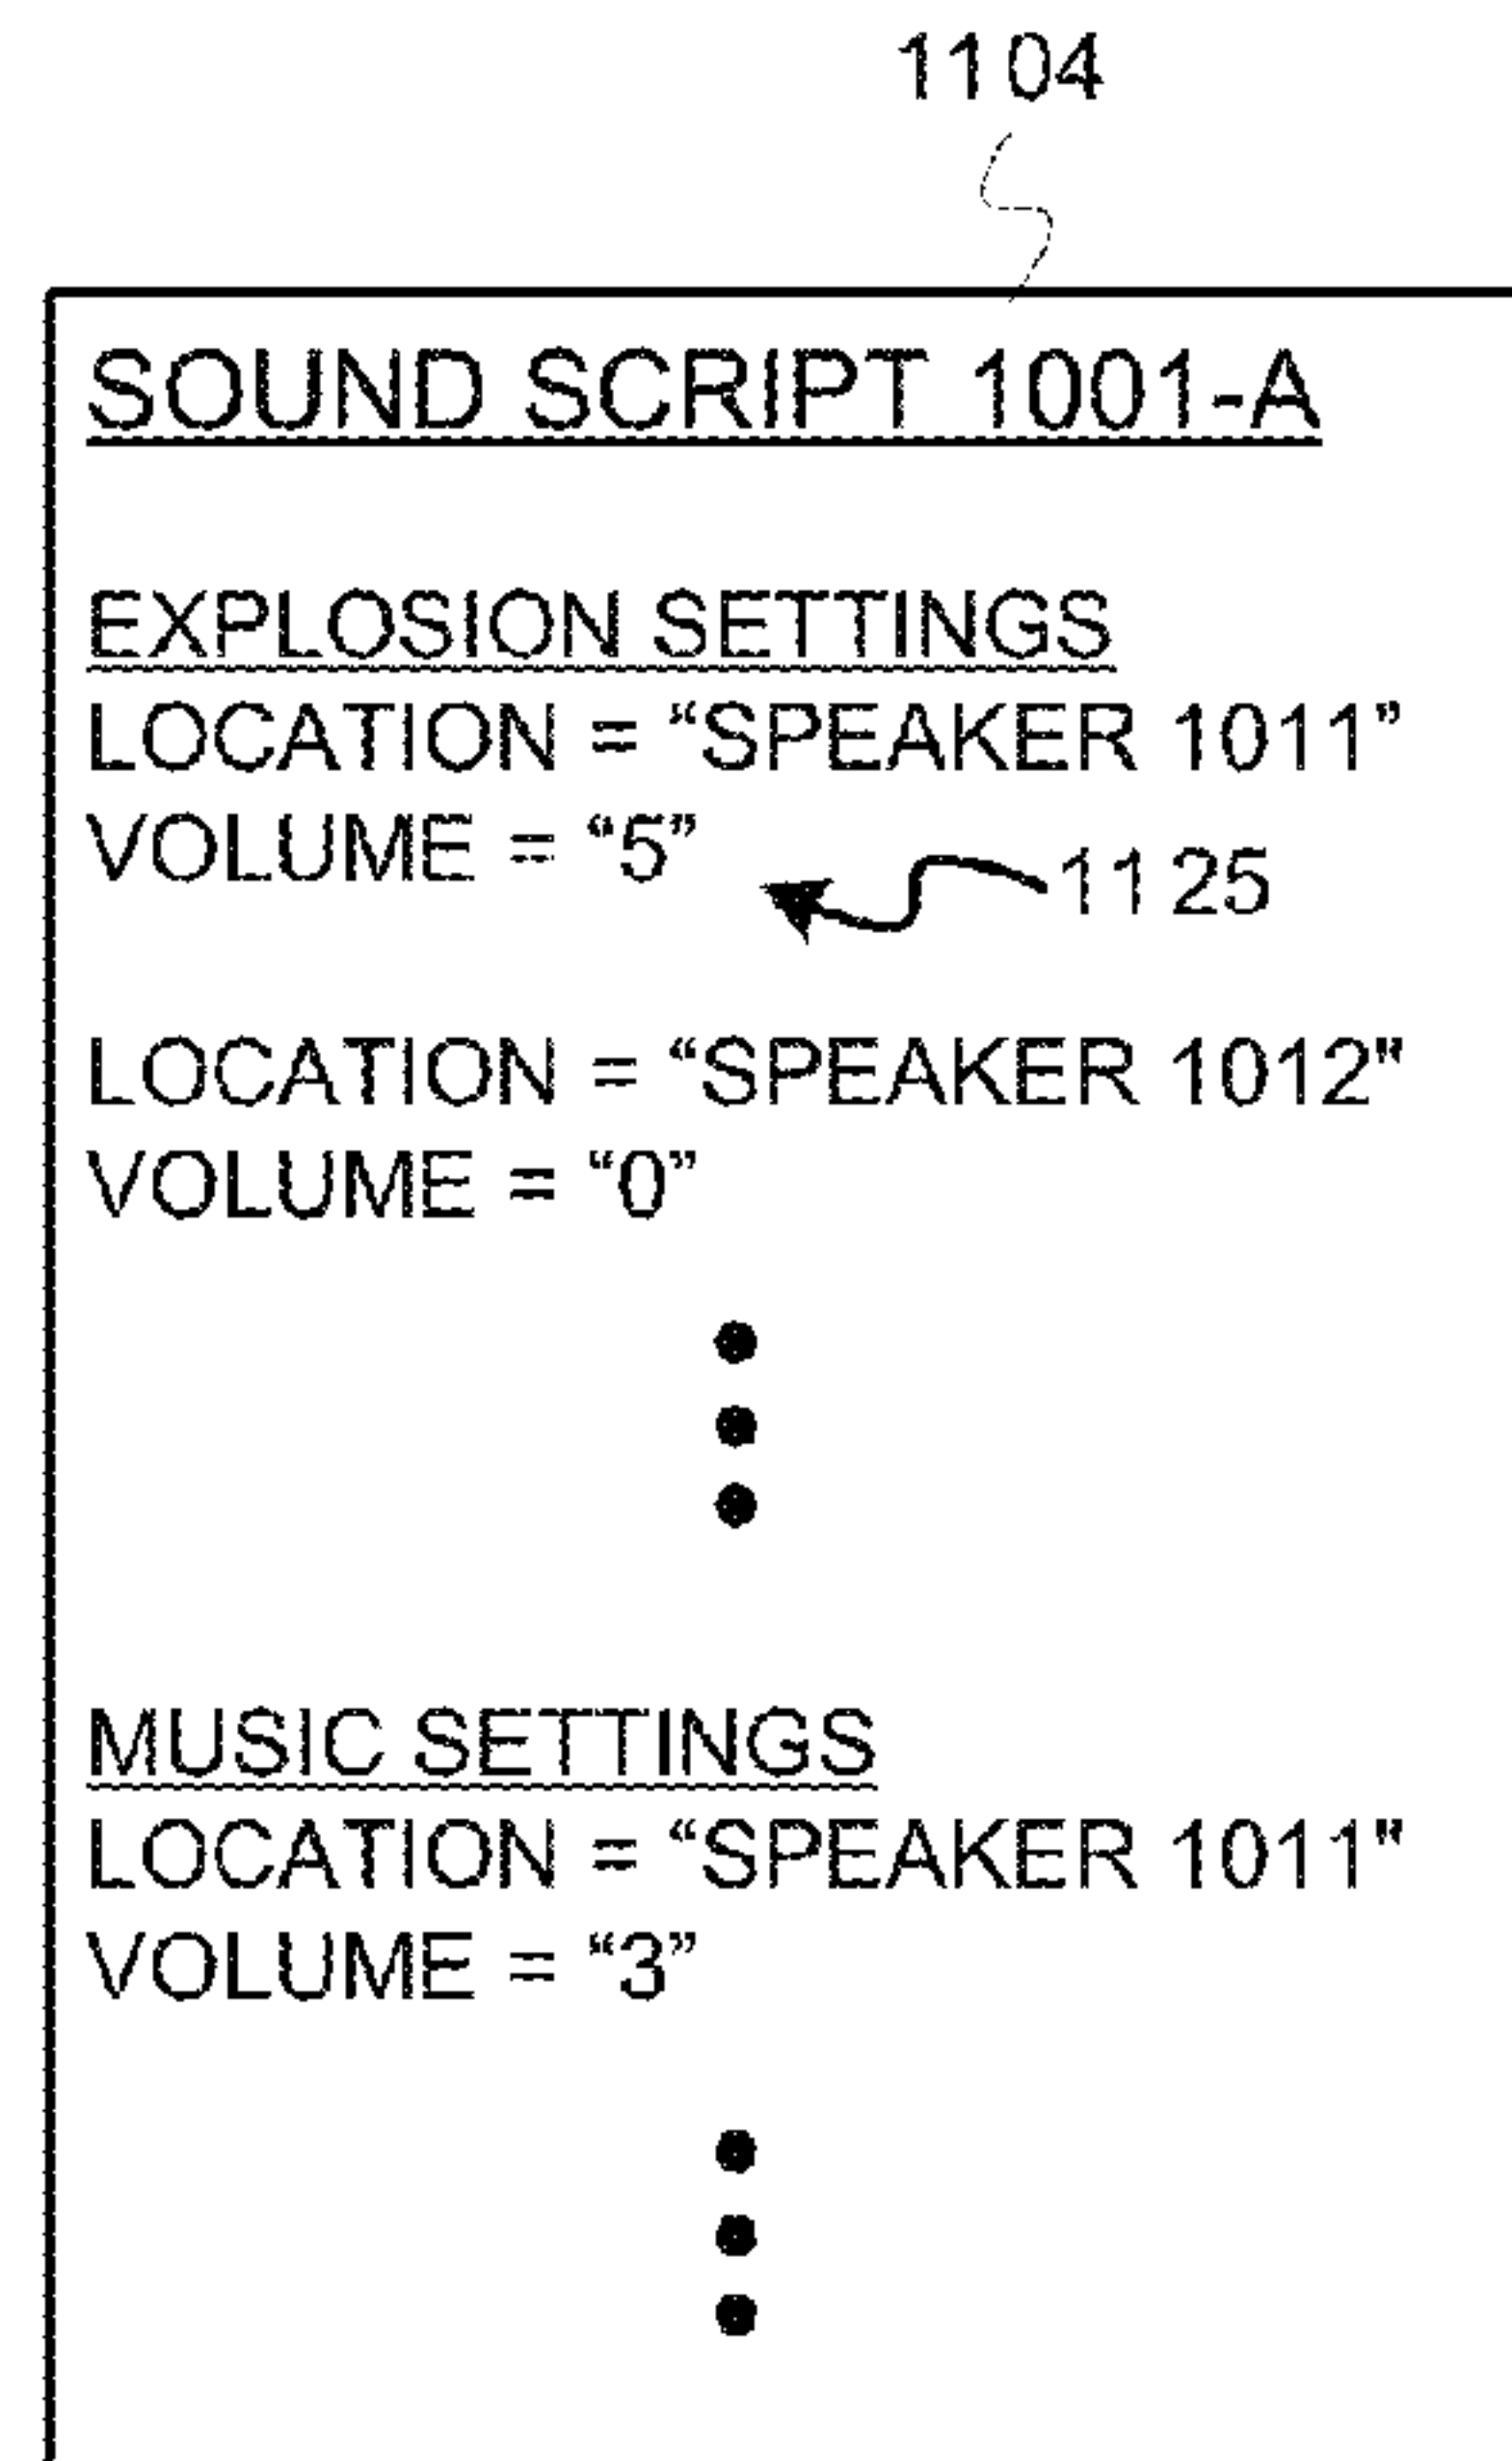 1104
SOUND SCRIPT 1001-A
EXPLOSION SETTINGS
LOCATION = “SPEAKER 1011”
VOLUME = “5”
1125
LOCATION = “SPEAKER 1012"
VOLUME = “0”
MUSIC SETTINGS
LOCATION = “SPEAKER 1011"
VOLUME = “3”